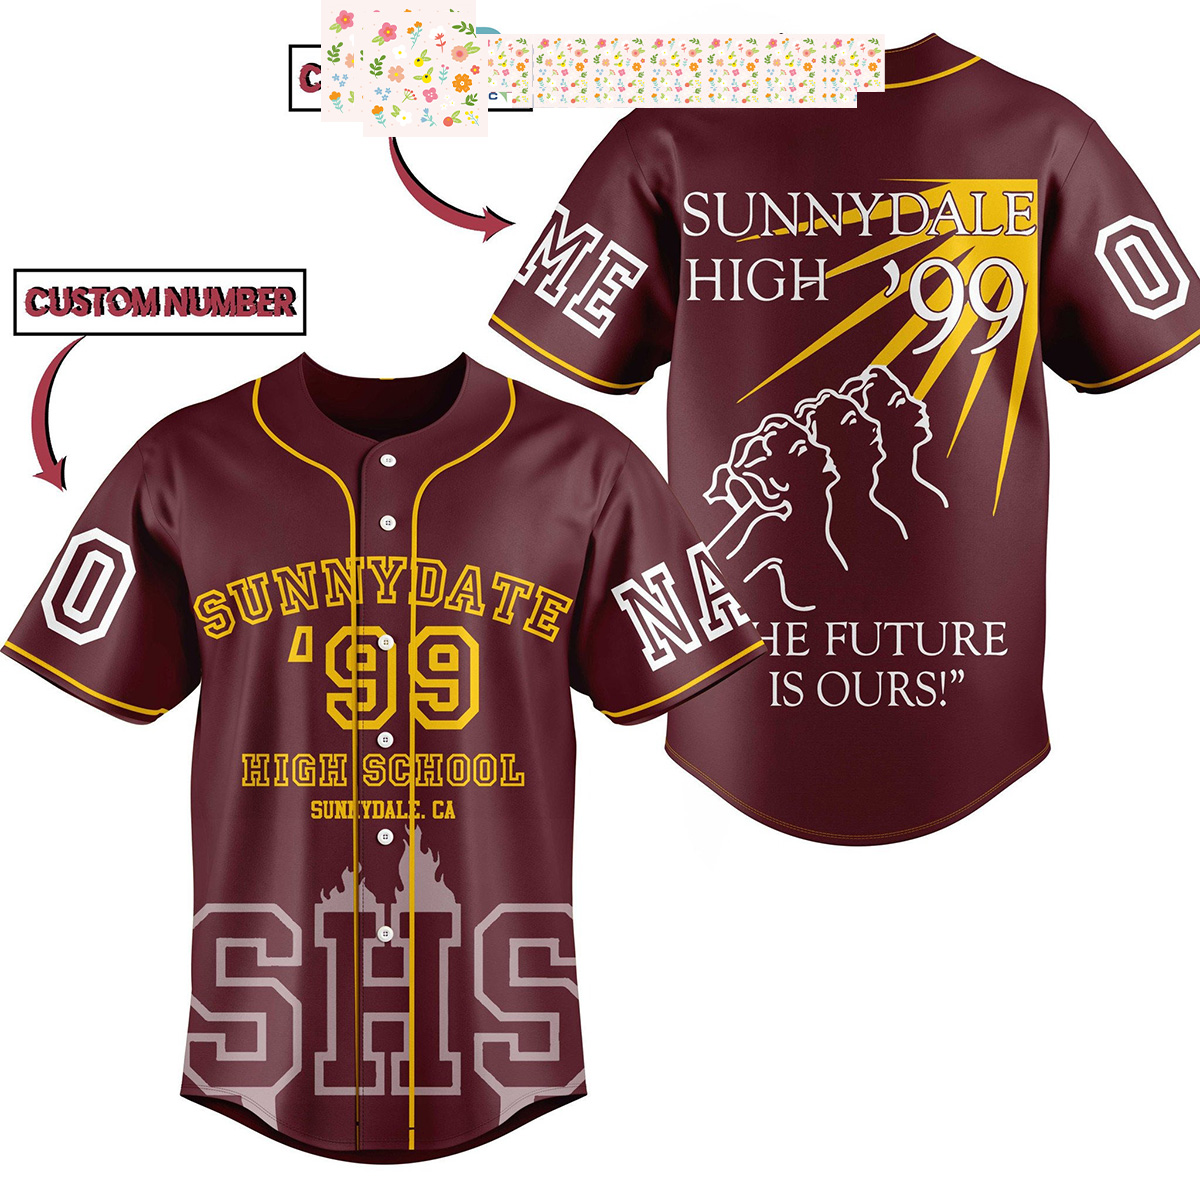 SUNNYDALE
HIGH '99
ME
0
HE FUTURE
IS OURS!”
CUSTOM NUMBER
0
NA
SUNNYDATE
'99
HIGH SCHOOL
SUNNYDALE. CA
SHS